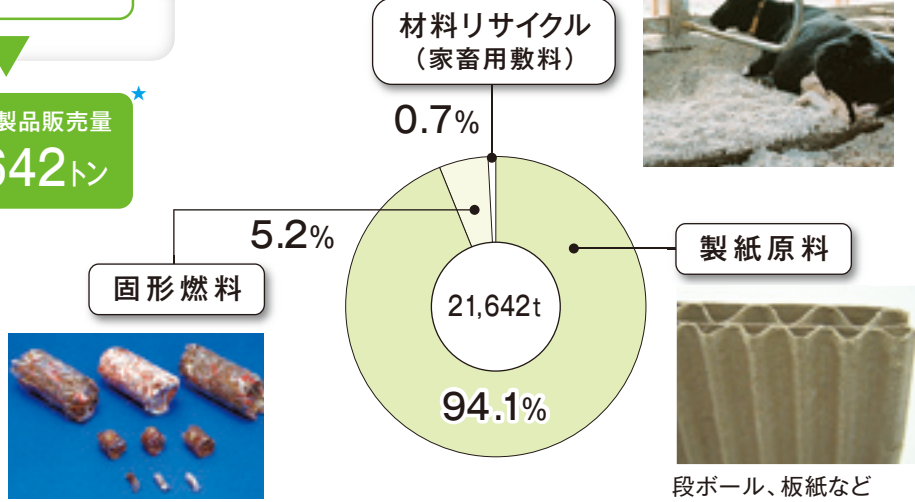 材料リサイクル
（家畜用敷料）
0.7%
製品販売量
642トン
★
5.2%
固形燃料
製紙原料
21,642t
94.1%
段ボール、板紙など